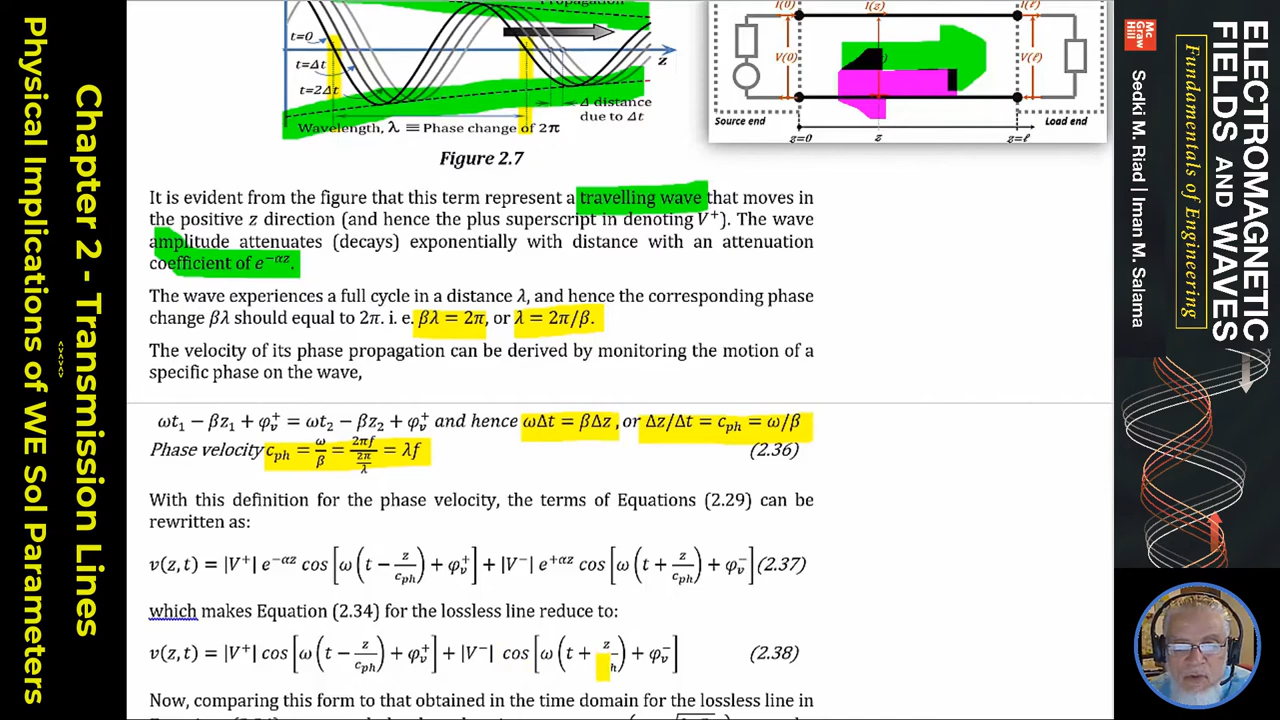 Chapter 2 - Transmission Lines
Physical Implications of WE Sol Parameters
Propagation
t=0
t=Δt
t=2Δt
z
Δ distance
due to Δt
Wavelength, λ ≡ Phase change of 2π
Figure 2.7
I(0)
I(z)
I(ℓ)
V(0)
V(ℓ)
Source end
Load end
z=0
z
z=ℓ
It is evident from the figure that this term represent a travelling wave that moves in
the positive z direction (and hence the plus superscript in denoting V⁺). The wave
amplitude attenuates (decays) exponentially with distance with an attenuation
coefficient of e^−αz.
The wave experiences a full cycle in a distance λ, and hence the corresponding phase
change βλ should equal to 2π. i. e. βλ = 2π, or λ = 2π/β.
The velocity of its phase propagation can be derived by monitoring the motion of a
specific phase on the wave,
ωt₁ − βz₁ + φᵥ⁺ = ωt₂ − βz₂ + φᵥ⁺ and hence ωΔt = βΔz, or Δz/Δt = c_ph = ω/β
Phase velocity c_ph = ω/β = 2πf/(2π/λ) = λf (2.36)
With this definition for the phase velocity, the terms of Equations (2.29) can be
rewritten as:
v(z,t) = |V⁺| e^−αz cos[ω(t − z/c_ph) + φᵥ⁺] + |V⁻| e^+αz cos[ω(t + z/c_ph) + φᵥ⁻] (2.37)
which makes Equation (2.34) for the lossless line reduce to:
v(z,t) = |V⁺| cos[ω(t − z/c_ph) + φᵥ⁺] + |V⁻| cos[ω(t + z/ h) + φᵥ⁻] (2.38)
Now, comparing this form to that obtained in the time domain for the lossless line in
Mc
Graw
Hill
ELECTROMAGNETIC
FIELDS AND WAVES
Fundamentals of Engineering
Sedki M. Riad | Iman M. Salama